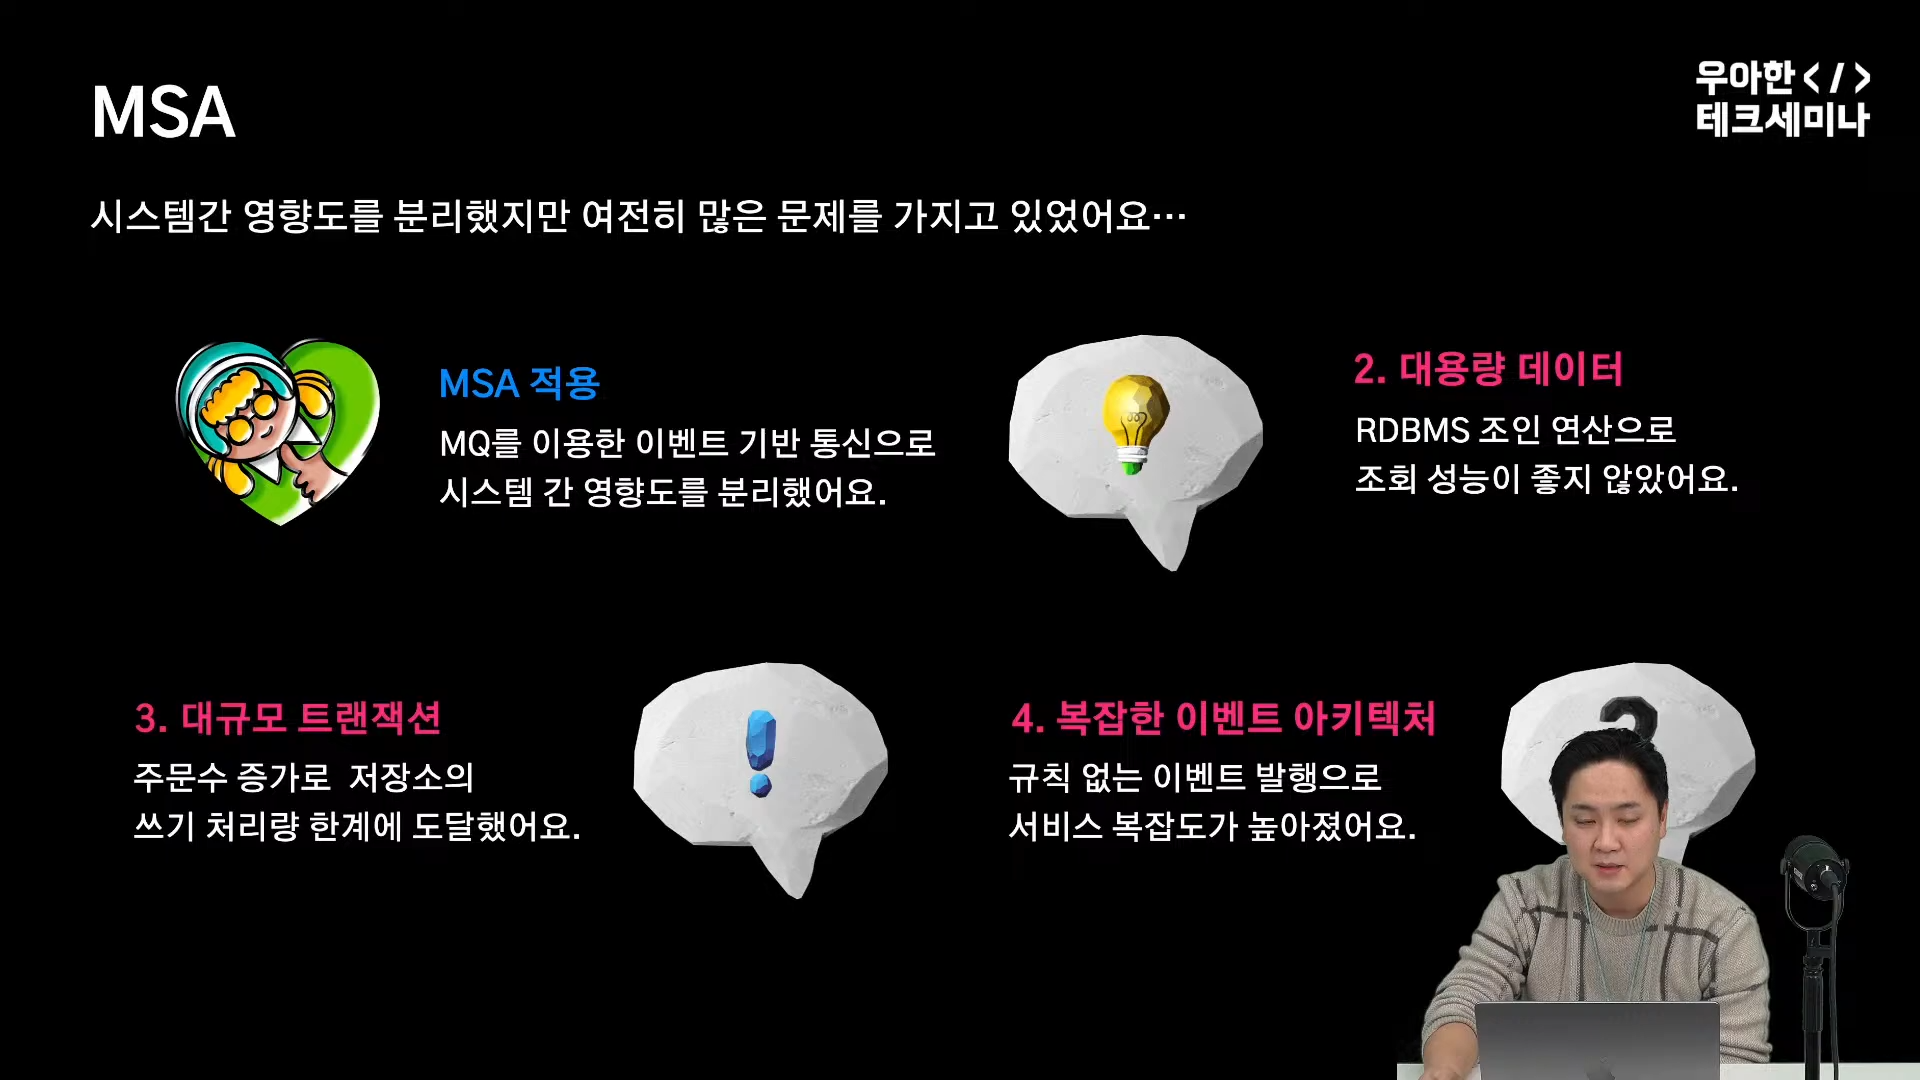 MSA
우아한</>
테크세미나
시스템간 영향도를 분리했지만 여전히 많은 문제를 가지고 있었어요…
MSA 적용
MQ를 이용한 이벤트 기반 통신으로
시스템 간 영향도를 분리했어요.
2. 대용량 데이터
RDBMS 조인 연산으로
조회 성능이 좋지 않았어요.
3. 대규모 트랜잭션
주문수 증가로 저장소의
쓰기 처리량 한계에 도달했어요.
4. 복잡한 이벤트 아키텍처
규칙 없는 이벤트 발행으로
서비스 복잡도가 높아졌어요.